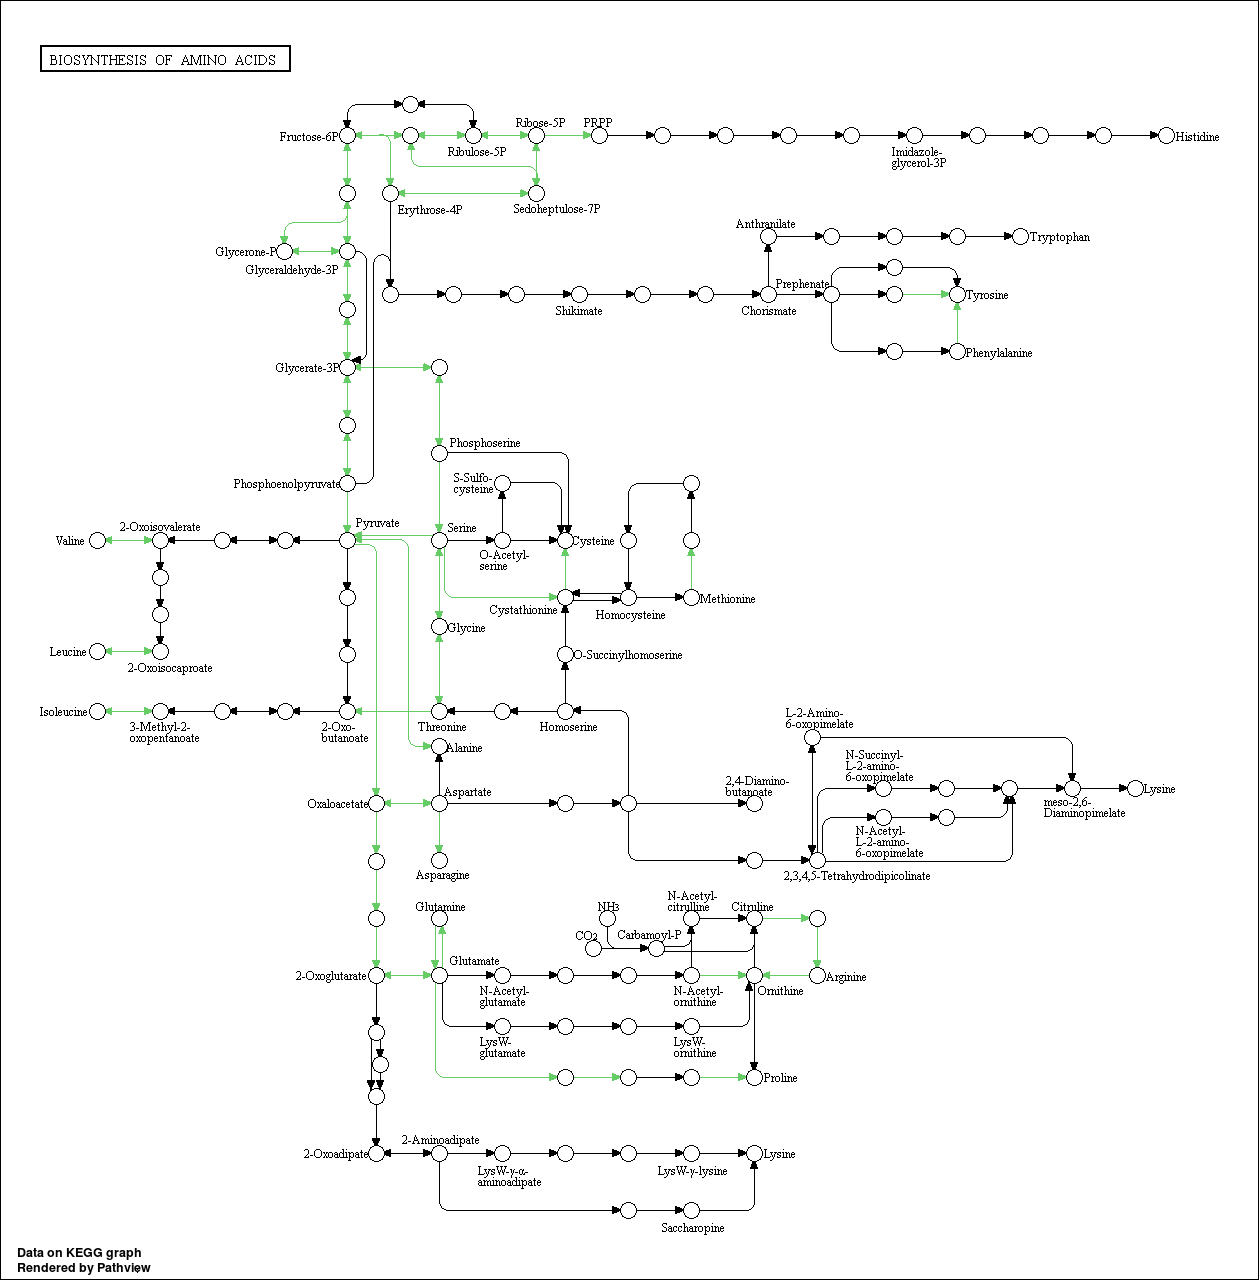 BIOSYNTHESIS OF AMINO ACIDS
Fructose-6P
Ribulose-5P
Ribose-5P
PRPP
Imidazole-
glycerol-3P
Histidine
Erythrose-4P
Sedoheptulose-7P
Glycerone-P
Glyceraldehyde-3P
Anthranilate
Tryptophan
Shikimate
Chorismate
Prephenate
Tyrosine
Phenylalanine
Glycerate-3P
Phosphoserine
Phosphoenolpyruvate
S-Sulfo-
cysteine
Valine
2-Oxoisovalerate
Pyruvate
Serine
O-Acetyl-
serine
Cysteine
Cystathionine
Homocysteine
Methionine
Glycine
Leucine
2-Oxoisocaproate
O-Succinylhomoserine
Isoleucine
3-Methyl-2-
oxopentanoate
2-Oxo-
butanoate
Threonine
Homoserine
Alanine
L-2-Amino-
6-oxopimelate
N-Succinyl-
L-2-amino-
6-oxopimelate
2,4-Diamino-
butanoate
Oxaloacetate
Aspartate
meso-2,6-
Diaminopimelate
Lysine
N-Acetyl-
L-2-amino-
6-oxopimelate
Asparagine
2,3,4,5-Tetrahydrodipicolinate
Glutamine
NH3
N-Acetyl-
citrulline
Citruline
CO2
Carbamoyl-P
2-Oxoglutarate
Glutamate
N-Acetyl-
glutamate
N-Acetyl-
ornithine
Ornithine
Arginine
LysW-
glutamate
LysW-
ornithine
Proline
2-Oxoadipate
2-Aminoadipate
LysW-γ-α-
aminoadipate
LysW-γ-lysine
Lysine
Saccharopine
Data on KEGG graph
Rendered by Pathview